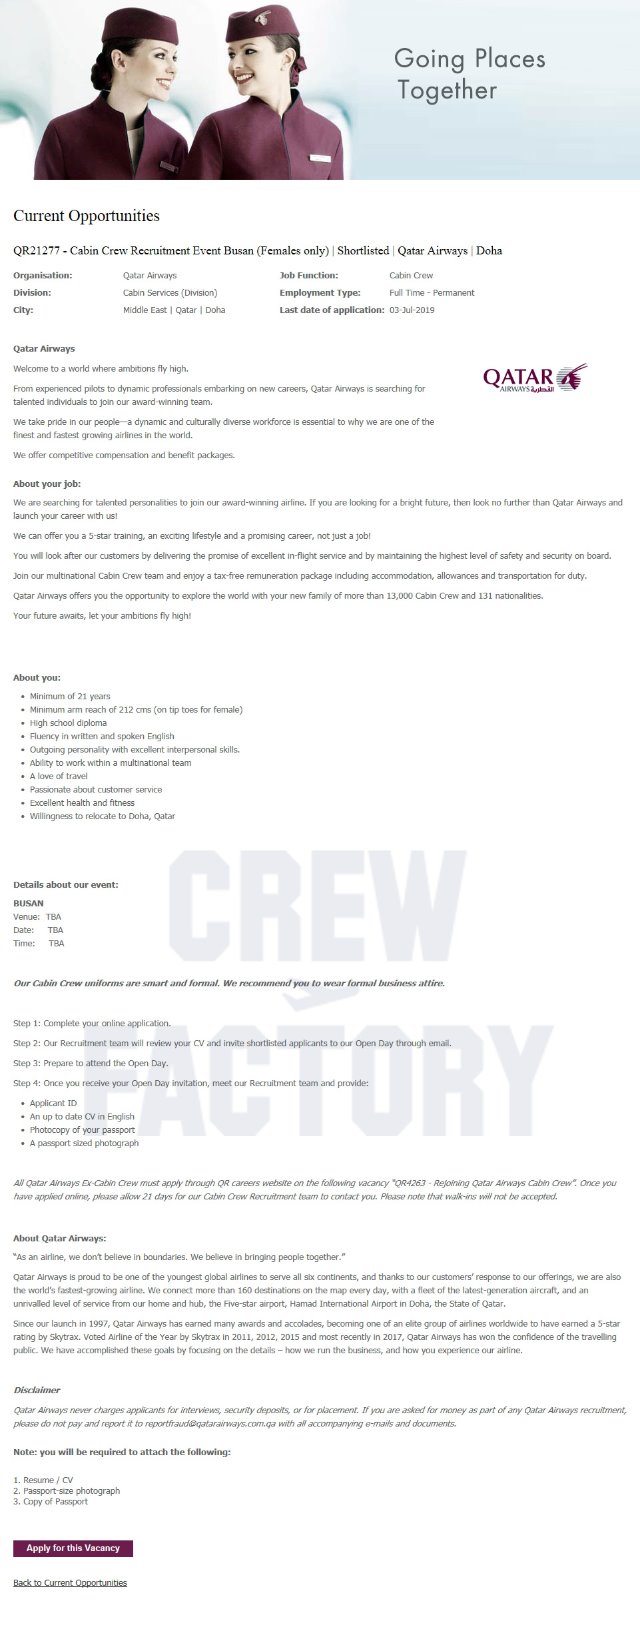 Going Places
Together
Current Opportunities
QR21277 - Cabin Crew Recruitment Event Busan (Females only) | Shortlisted | Qatar Airways | Doha
Organisation: Qatar Airways Job Function: Cabin Crew
Division: Cabin Services (Division) Employment Type: Full Time - Permanent
City: Middle East | Qatar | Doha Last date of application: 03-Jul-2019
Qatar Airways
Welcome to a world where ambitions fly high.
From experienced pilots to dynamic professionals embarking on new careers, Qatar Airways is searching for
talented individuals to join our award-winning team.
We take pride in our people—a dynamic and culturally diverse workforce is essential to why we are one of the
finest and fastest growing airlines in the world.
We offer competitive compensation and benefit packages.
QATAR
AIRWAYS القطرية
About your job:
We are searching for talented personalities to join our award-winning airline. If you are looking for a bright future, then look no further than Qatar Airways and
launch your career with us!
We can offer you a 5-star training, an exciting lifestyle and a promising career, not just a job!
You will look after our customers by delivering the promise of excellent in-flight service and by maintaining the highest level of safety and security on board.
Join our multinational Cabin Crew team and enjoy a tax-free remuneration package including accommodation, allowances and transportation for duty.
Qatar Airways offers you the opportunity to explore the world with your new family of more than 13,000 Cabin Crew and 131 nationalities.
Your future awaits, let your ambitions fly high!
About you:
• Minimum of 21 years
• Minimum arm reach of 212 cms (on tip toes for female)
• High school diploma
• Fluency in written and spoken English
• Outgoing personality with excellent interpersonal skills.
• Ability to work within a multinational team
• A love of travel
• Passionate about customer service
• Excellent health and fitness
• Willingness to relocate to Doha, Qatar
CREW
FACTORY
Details about our event:
BUSAN
Venue: TBA
Date: TBA
Time: TBA
Our Cabin Crew uniforms are smart and formal. We recommend you to wear formal business attire.
Step 1: Complete your online application.
Step 2: Our Recruitment team will review your CV and invite shortlisted applicants to our Open Day through email.
Step 3: Prepare to attend the Open Day.
Step 4: Once you receive your Open Day invitation, meet our Recruitment team and provide:
• Applicant ID
• An up to date CV in English
• Photocopy of your passport
• A passport sized photograph
All Qatar Airways Ex-Cabin Crew must apply through QR careers website on the following vacancy "QR4263 - Rejoining Qatar Airways Cabin Crew". Once you
have applied online, please allow 21 days for our Cabin Crew Recruitment team to contact you. Please note that walk-ins will not be accepted.
About Qatar Airways:
"As an airline, we don't believe in boundaries. We believe in bringing people together."
Qatar Airways is proud to be one of the youngest global airlines to serve all six continents, and thanks to our customers' response to our offerings, we are also
the world's fastest-growing airline. We connect more than 160 destinations on the map every day, with a fleet of the latest-generation aircraft, and an
unrivalled level of service from our home and hub, the Five-star airport, Hamad International Airport in Doha, the State of Qatar.
Since our launch in 1997, Qatar Airways has earned many awards and accolades, becoming one of an elite group of airlines worldwide to have earned a 5-star
rating by Skytrax. Voted Airline of the Year by Skytrax in 2011, 2012, 2015 and most recently in 2017, Qatar Airways has won the confidence of the travelling
public. We have accomplished these goals by focusing on the details – how we run the business, and how you experience our airline.
Disclaimer
Qatar Airways never charges applicants for interviews, security deposits, or for placement. If you are asked for money as part of any Qatar Airways recruitment,
please do not pay and report it to reportfraud@qatarairways.com.qa with all accompanying e-mails and documents.
Note: you will be required to attach the following:
1. Resume / CV
2. Passport-size photograph
3. Copy of Passport
Apply for this Vacancy
Back to Current Opportunities